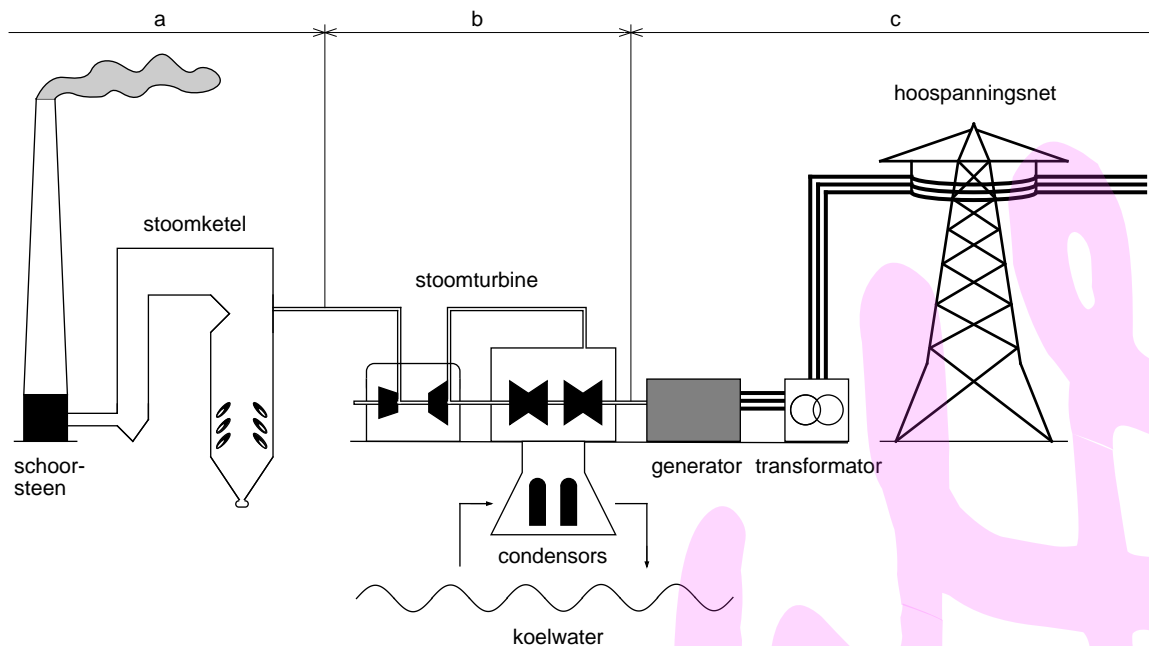 a
b
c
hoospanningsnet
stoomketel
stoomturbine
schoor-
steen
generator
transformator
condensors
koelwater